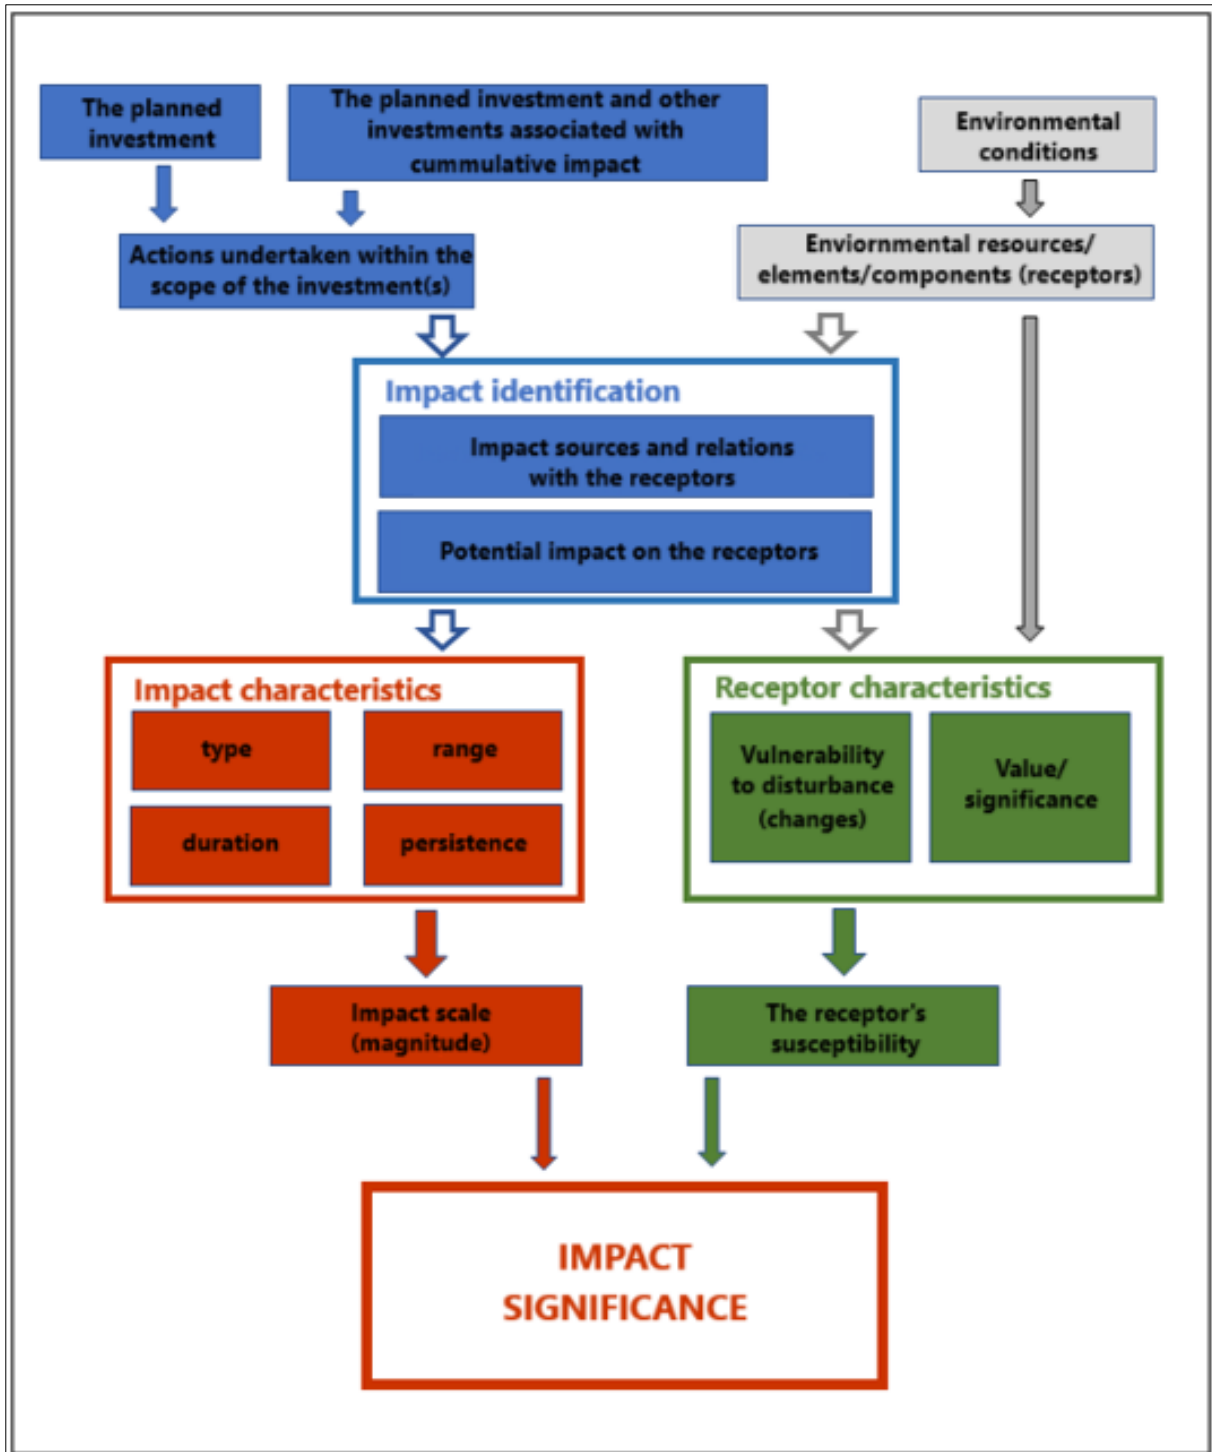 The planned
investment
The planned investment and other
investments associated with
cummulative impact
Environmental
conditions
Actions undertaken within the
scope of the investment(s)
Enviornmental resources/
elements/components (receptors)
Impact identification
Impact sources and relations
with the receptors
Potential impact on the receptors
Impact characteristics
type
range
duration
persistence
Receptor characteristics
Vulnerability
to disturbance
(changes)
Value/
significance
Impact scale
(magnitude)
The receptor's
susceptibility
IMPACT
SIGNIFICANCE